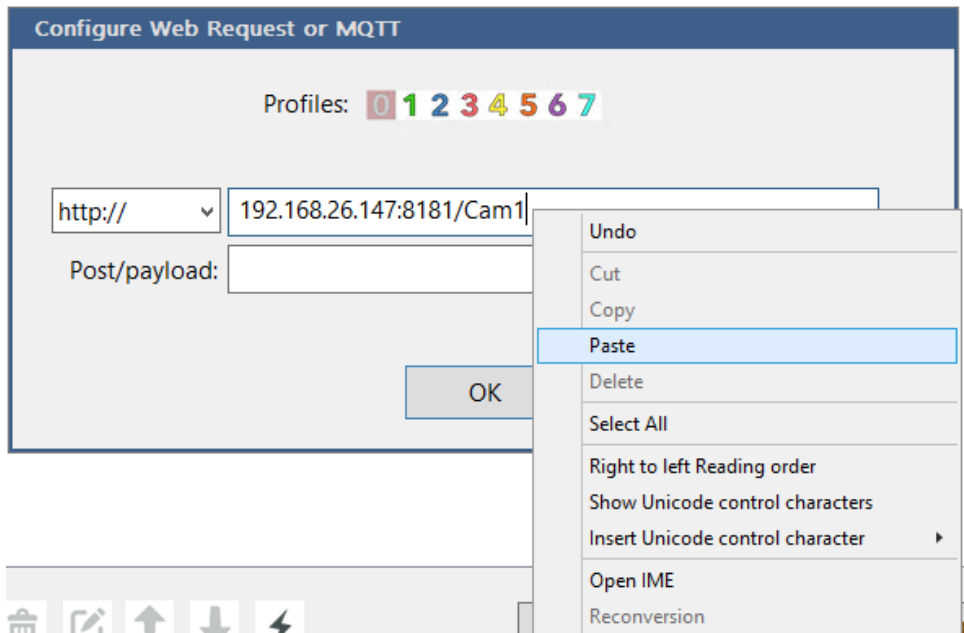 Configure Web Request or MQTT
Profiles: 0 1 2 3 4 5 6 7
http:// 192.168.26.147:8181/Cam1
Post/payload:
OK
Undo
Cut
Copy
Paste
Delete
Select All
Right to left Reading order
Show Unicode control characters
Insert Unicode control character
Open IME
Reconversion